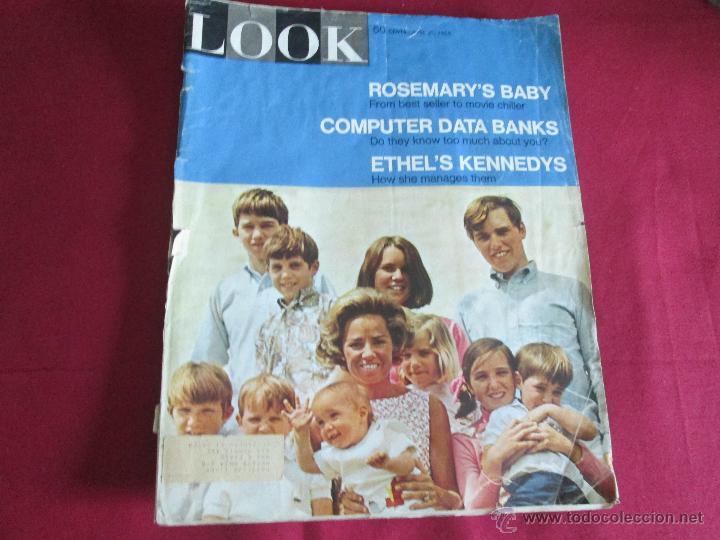 LOOK
60 CENTS
ROSEMARY'S BABY
From best seller to movie chiller
COMPUTER DATA BANKS
Do they know too much about you?
ETHEL'S KENNEDYS
How she manages them
© www.todocoleccion.net